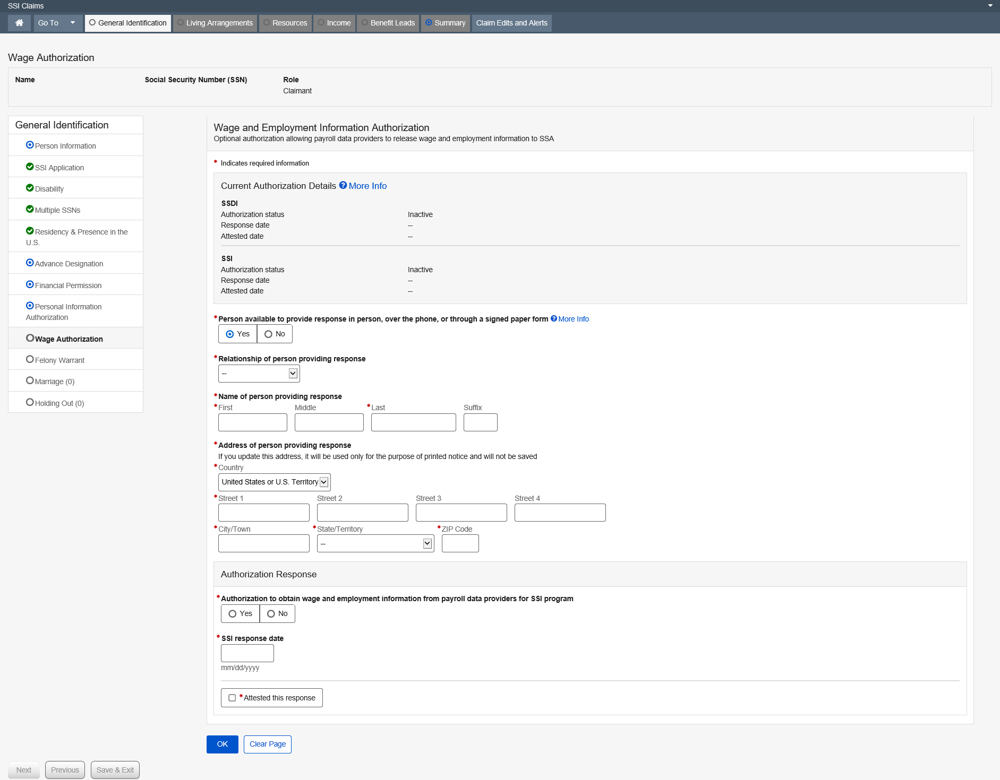 SSI Claims
Go To General Identification Living Arrangements Resources Income Benefit Leads Summary Claim Edits and Alerts
Wage Authorization
Name Social Security Number (SSN) Role
Claimant
General Identification
Person Information
SSI Application
Disability
Multiple SSNs
Residency & Presence in the
U.S.
Advance Designation
Financial Permission
Personal Information
Authorization
Wage Authorization
Felony Warrant
Marriage (0)
Holding Out (0)
Wage and Employment Information Authorization
Optional authorization allowing payroll data providers to release wage and employment information to SSA
* Indicates required information
Current Authorization Details ? More Info
SSDI
Authorization status Inactive
Response date --
Attested date --
SSI
Authorization status Inactive
Response date --
Attested date --
*Person available to provide response in person, over the phone, or through a signed paper form ? More Info
Yes No
*Relationship of person providing response
--
*Name of person providing response
*First Middle *Last Suffix
*Address of person providing response
If you update this address, it will be used only for the purpose of printed notice and will not be saved
*Country
United States or U.S. Territory
*Street 1 Street 2 Street 3 Street 4
*City/Town *State/Territory *ZIP Code
--
Authorization Response
*Authorization to obtain wage and employment information from payroll data providers for SSI program
Yes No
*SSI response date
mm/dd/yyyy
*Attested this response
OK Clear Page
Next Previous Save & Exit